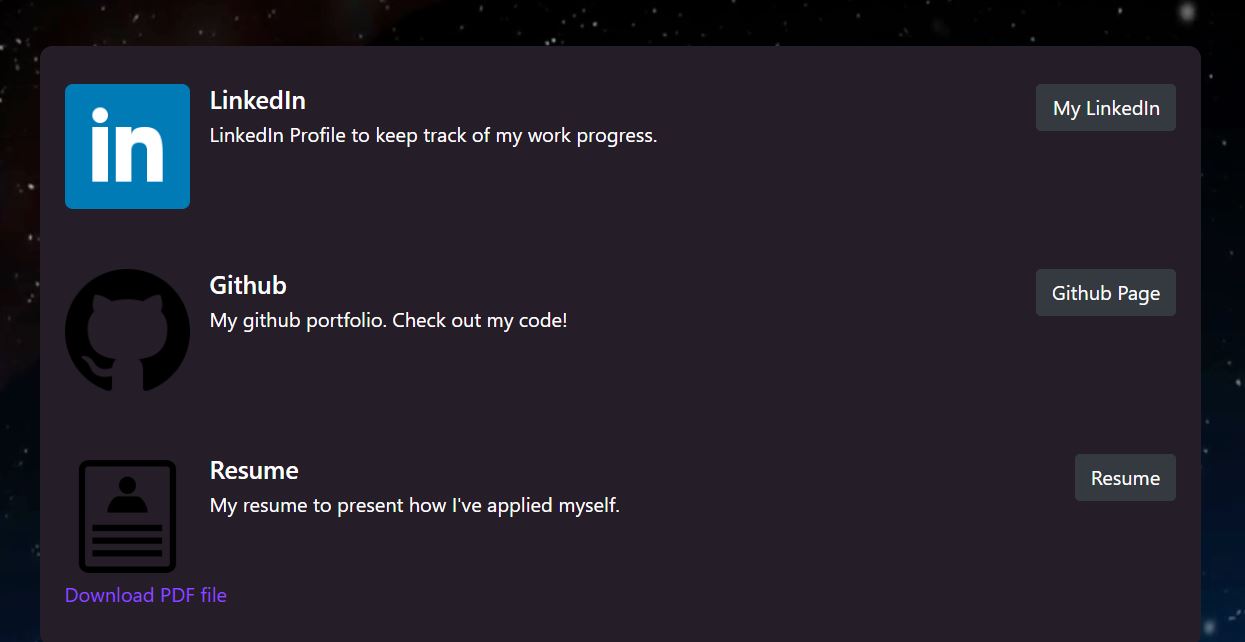 in
LinkedIn
My LinkedIn
LinkedIn Profile to keep track of my work progress.
Github
Github Page
My github portfolio. Check out my code!
Resume
Resume
My resume to present how I've applied myself.
Download PDF file